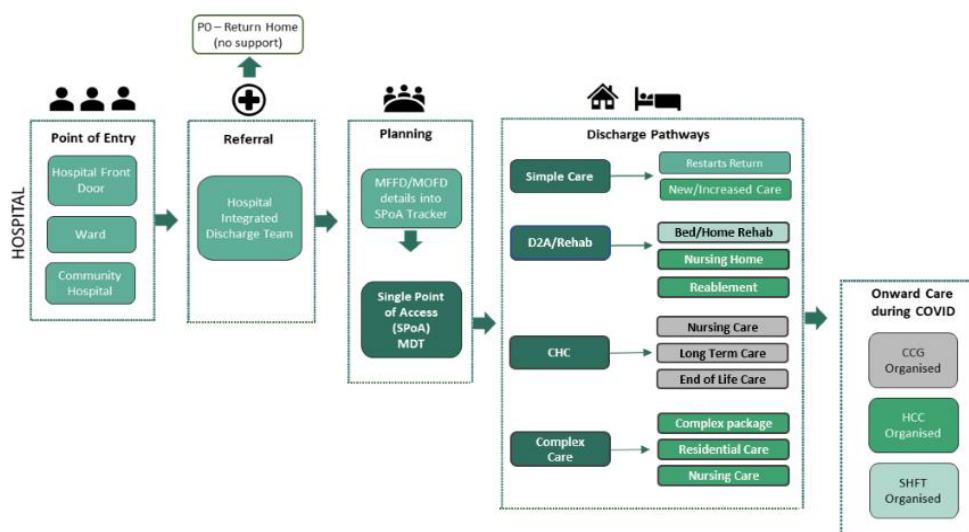 P0 – Return Home
(no support)
HOSPITAL
Point of Entry
Hospital Front
Door
Ward
Community
Hospital
Referral
Hospital
Integrated
Discharge Team
Planning
MFFD/MOFD
details into
SPoA Tracker
Single Point
of Access
(SPoA)
MDT
Discharge Pathways
Simple Care
Restarts Return
New/Increased Care
D2A/Rehab
Bed/Home Rehab
Nursing Home
Reablement
CHC
Nursing Care
Long Term Care
End of Life Care
Complex
Care
Complex package
Residential Care
Nursing Care
Onward Care
during COVID
CCG
Organised
HCC
Organised
SHFT
Organised